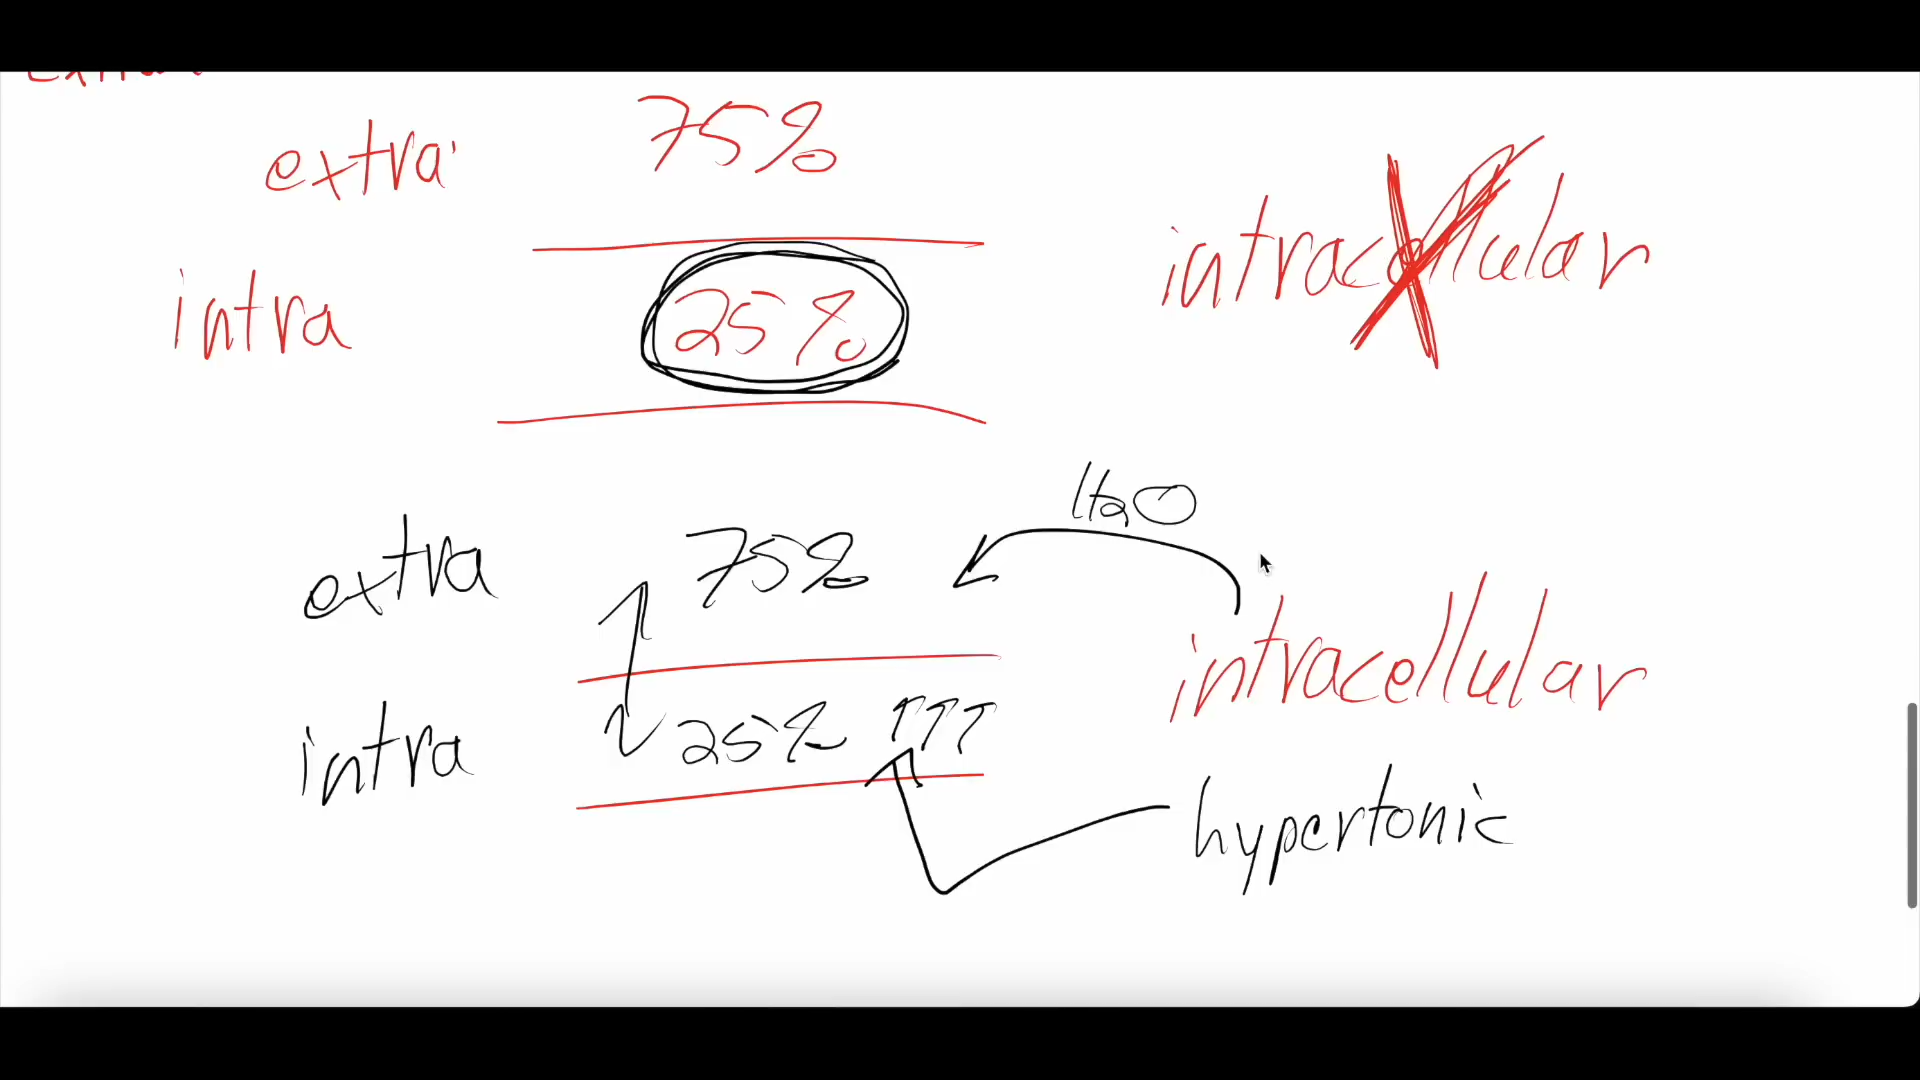 extra
75%
intracellular
intra
25%
H2O
extra
75%
intracellular
intra
25% ↑↑↑
hypertonic